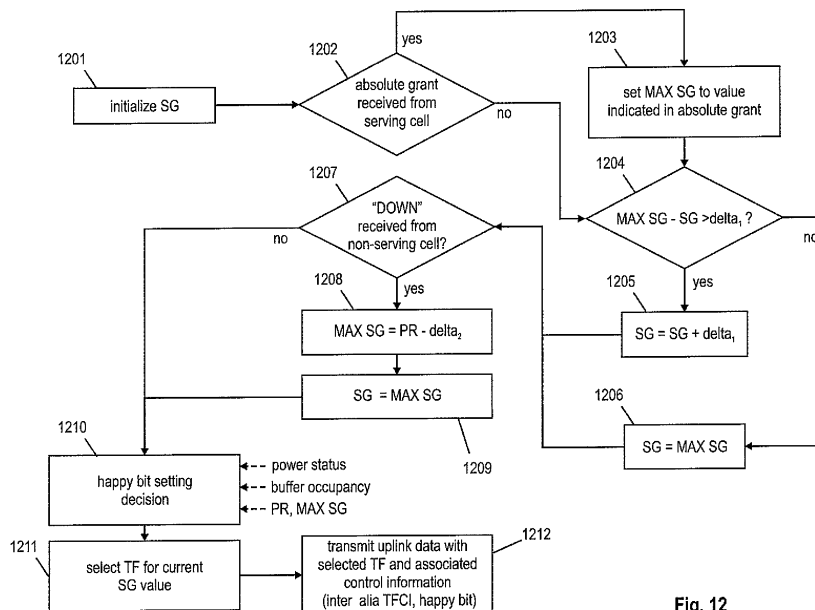 1201
initialize SG
1202
absolute grant
received from
serving cell
yes
no
1203
set MAX SG to value
indicated in absolute grant
1204
MAX SG - SG >delta₁ ?
no
yes
1205
SG = SG + delta₁
1206
SG = MAX SG
1207
"DOWN"
received from
non-serving cell?
no
yes
1208
MAX SG = PR - delta₂
SG = MAX SG
1209
1210
happy bit setting
decision
power status
buffer occupancy
PR, MAX SG
1211
select TF for current
SG value
1212
transmit uplink data with
selected TF and associated
control information
(inter alia TFCI, happy bit)
Fig. 12